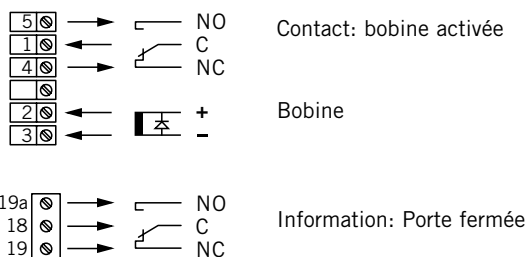 5 NO Contact: bobine activée
1 C
4 NC
2 + Bobine
3 –
19a NO
18 C Information: Porte fermée
19 NC